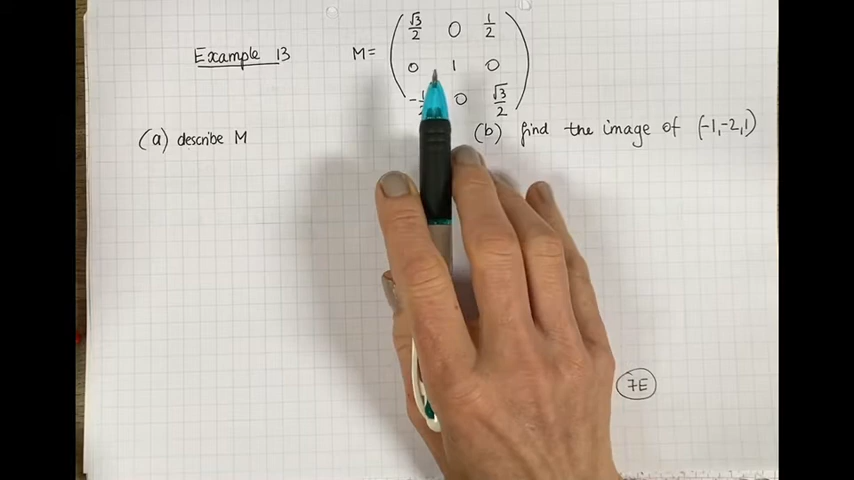 Example 13
M = ( √3/2 0 1/2
0 1 0
- 0 √3/2 )
(a) describe M
(b) find the image of (-1,-2,1)
7E